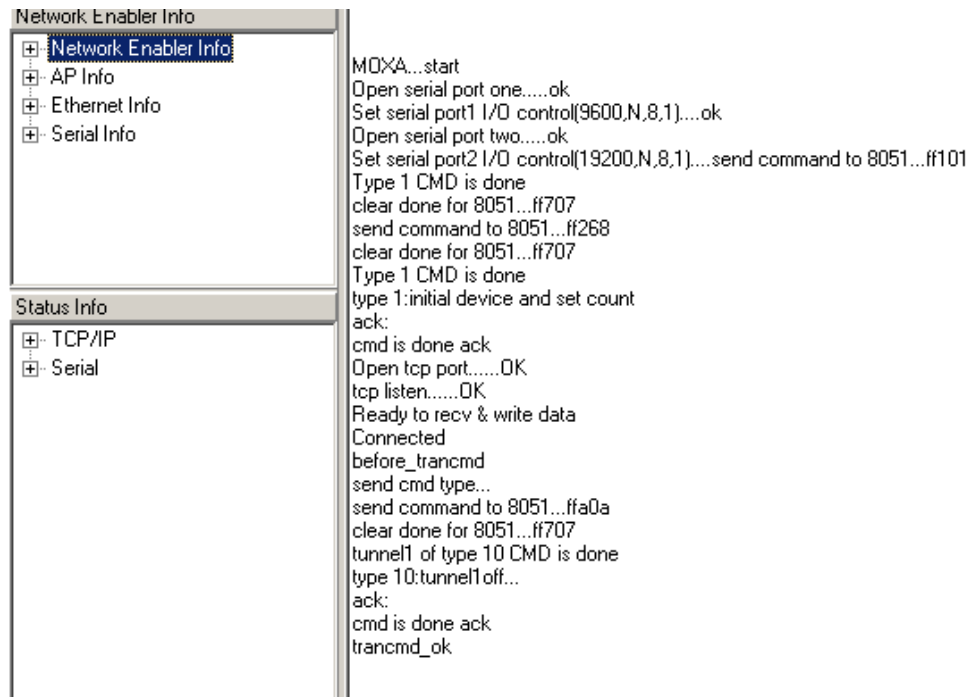 Network Enabler Info
Network Enabler Info
AP Info
Ethernet Info
Serial Info
Status Info
TCP/IP
Serial
MOXA...start
Open serial port one.....ok
Set serial port1 I/O control(9600,N,8,1)....ok
Open serial port two.....ok
Set serial port2 I/O control(19200,N,8,1)....send command to 8051...ff101
Type 1 CMD is done
clear done for 8051...ff707
send command to 8051...ff268
clear done for 8051...ff707
Type 1 CMD is done
type 1:initial device and set count
ack:
cmd is done ack
Open tcp port......OK
tcp listen......OK
Ready to recv & write data
Connected
before_trancmd
send cmd type...
send command to 8051...ffa0a
clear done for 8051...ff707
tunnel1 of type 10 CMD is done
type 10:tunnel1off...
ack:
cmd is done ack
trancmd_ok